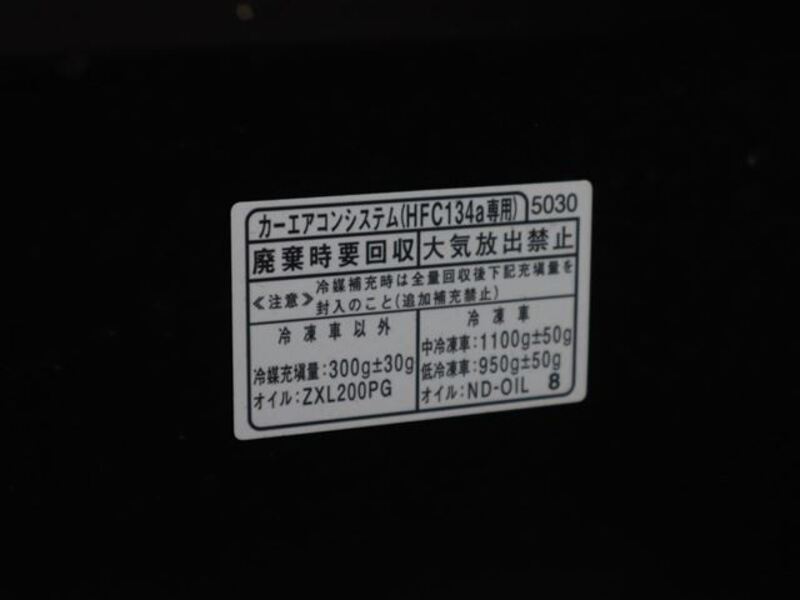 カーエアコンシステム(HFC134a専用) 5030
廃棄時要回収 大気放出禁止
≪注意≫ 冷媒補充時は全量回収後下記充填量を
封入のこと(追加補充禁止)
冷凍車以外
冷媒充填量:300g±30g
オイル:ZXL200PG
冷凍車
中冷凍車:1100g±50g
低冷凍車:950g±50g
オイル:ND-OIL 8